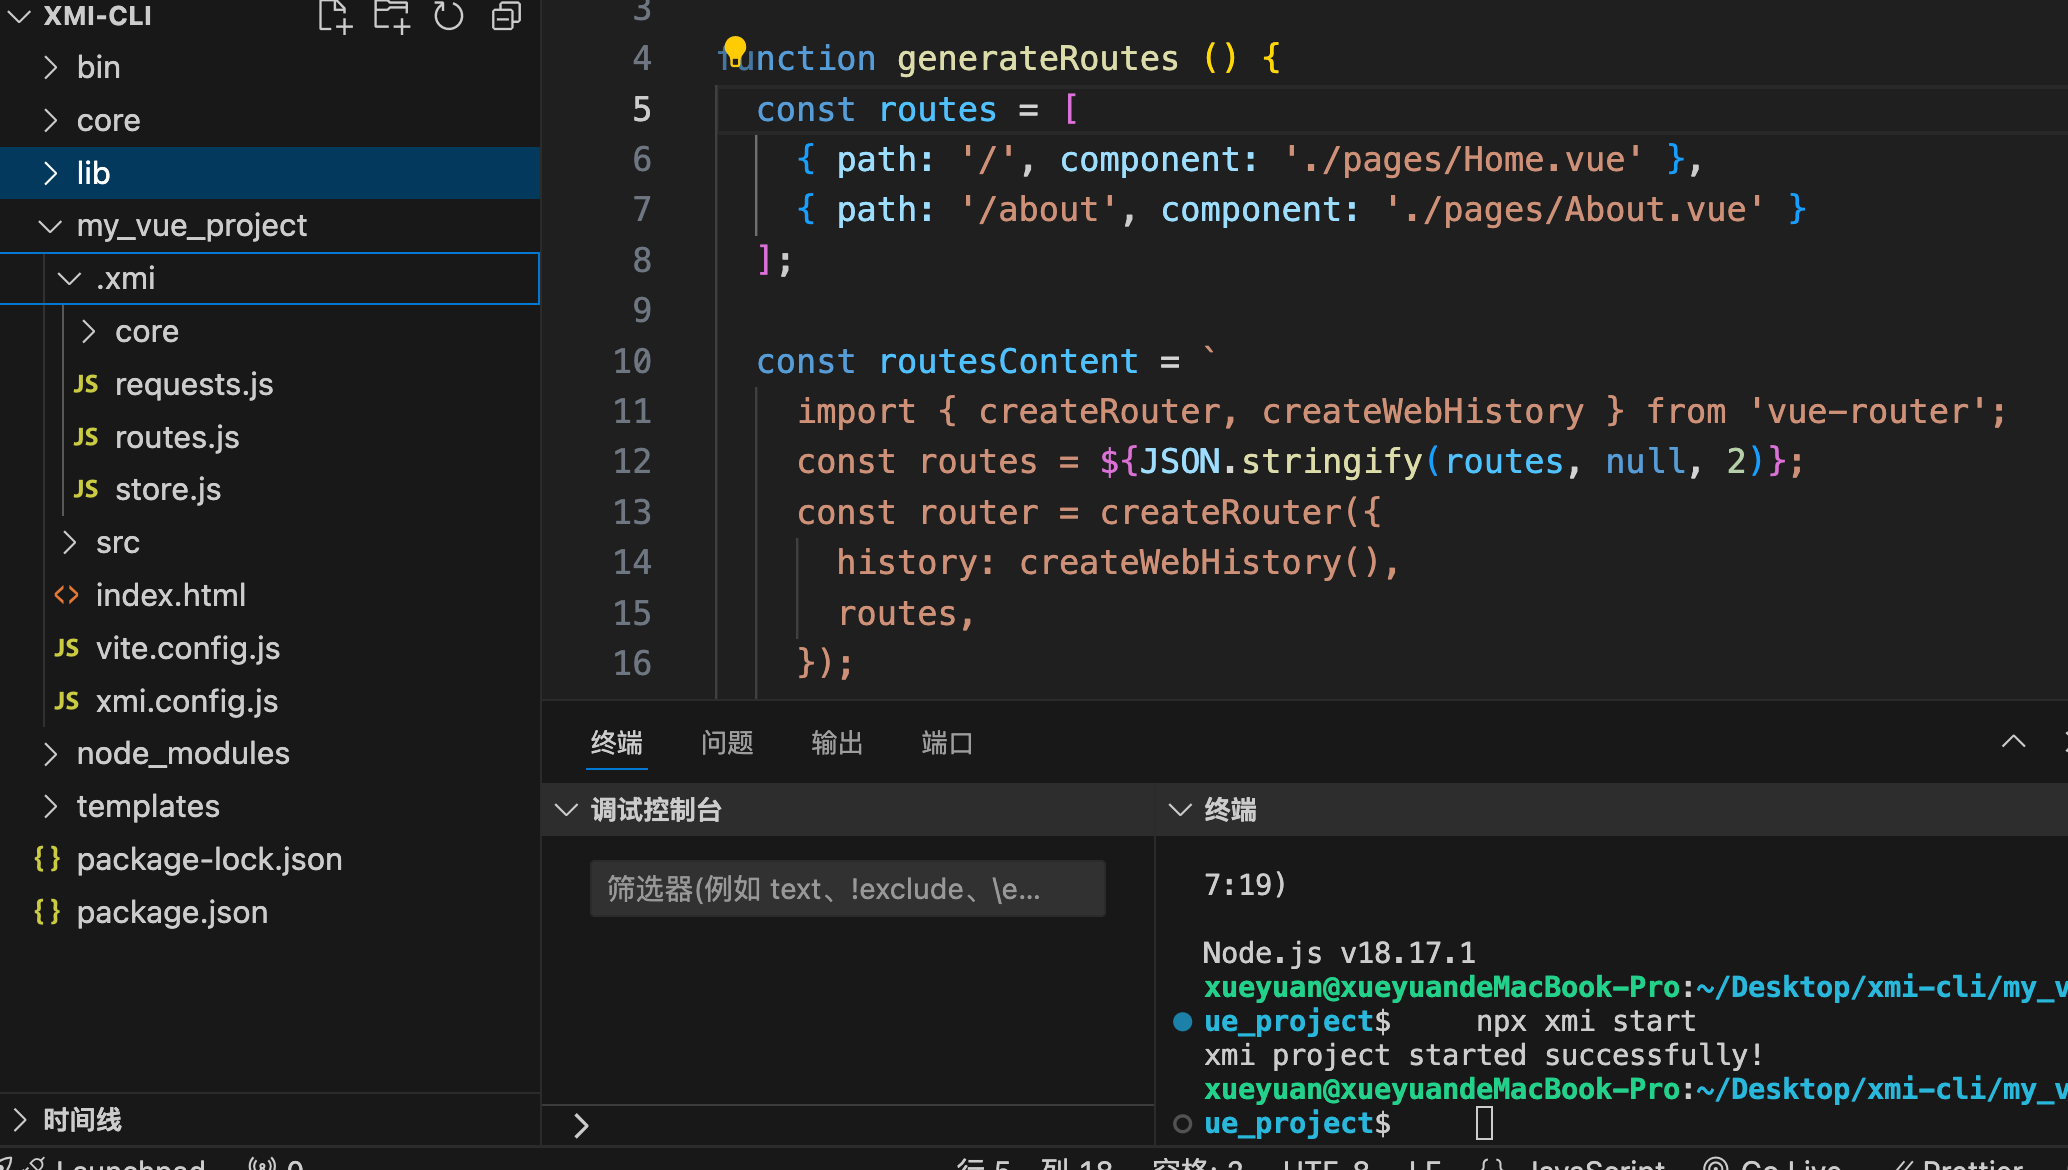 XMI-CLI
bin
core
lib
my_vue_project
.xmi
core
JS requests.js
JS routes.js
JS store.js
src
<> index.html
JS vite.config.js
JS xmi.config.js
node_modules
templates
{} package-lock.json
{} package.json
时间线
3
4 function generateRoutes () {
5 const routes = [
6 { path: '/', component: './pages/Home.vue' },
7 { path: '/about', component: './pages/About.vue' }
8 ];
9
10 const routesContent = `
11 import { createRouter, createWebHistory } from 'vue-router';
12 const routes = ${JSON.stringify(routes, null, 2)};
13 const router = createRouter({
14 history: createWebHistory(),
15 routes,
16 });
终端 问题 输出 端口
调试控制台
筛选器(例如 text、!exclude、\e...
终端
7:19)
Node.js v18.17.1
xueyuan@xueyuandeMacBook-Pro:~/Desktop/xmi-cli/my_v
ue_project$ npx xmi start
xmi project started successfully!
xueyuan@xueyuandeMacBook-Pro:~/Desktop/xmi-cli/my_v
ue_project$
Launchpad 0 行 5, 列 18 空格: 2 UTF-8 LF {} JavaScript Go Live Prettier